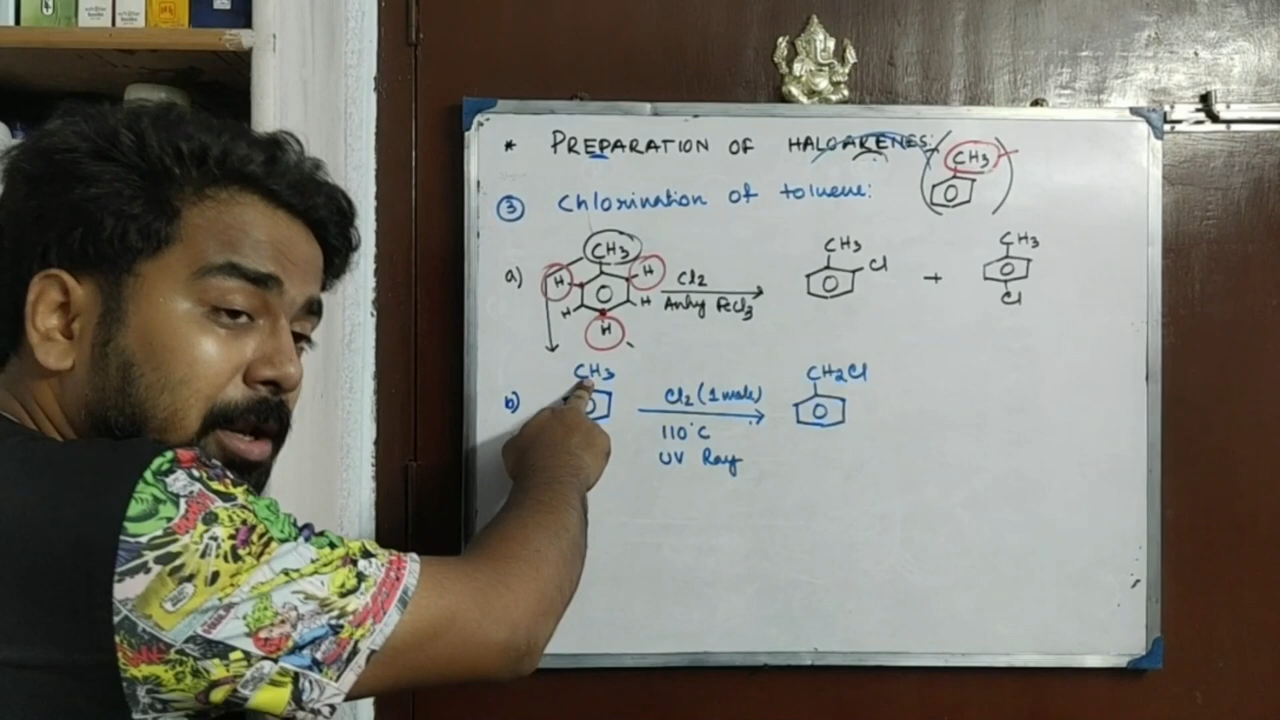 * PREPARATION OF HALOARENES:
CH3
③ Chlorination of toluene:
a)
CH3
H
H
H
H
H
Cl2
Anhy FeCl3
CH3
Cl
+
CH3
Cl
b)
CH3
Cl2 (1 mole)
110°C
UV Ray
CH2Cl